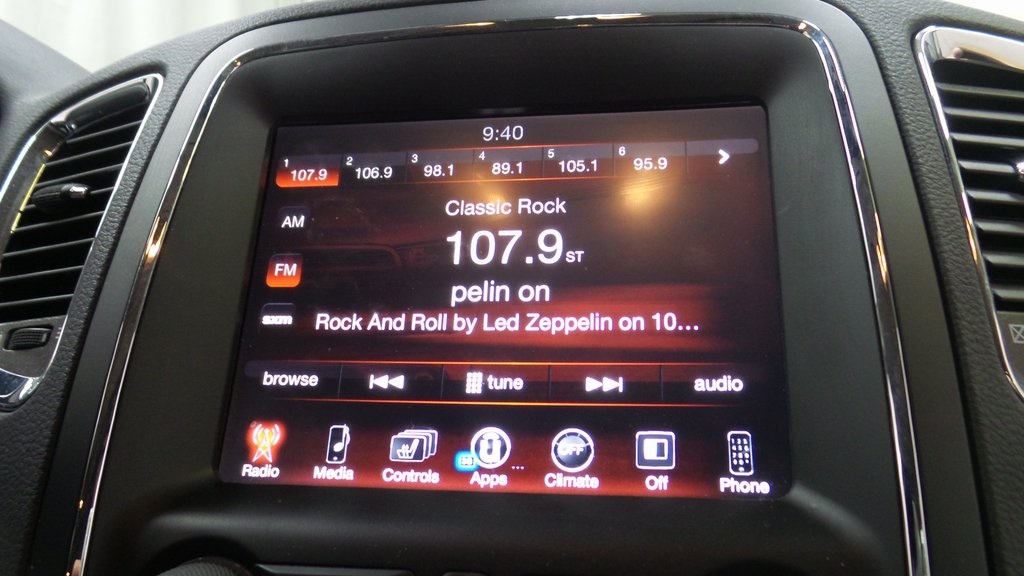 9:40
1 107.9 2 106.9 3 98.1 4 89.1 5 105.1 6 95.9
Classic Rock
AM
107.9 ST
FM
pelin on
sxm
Rock And Roll by Led Zeppelin on 10...
browse tune audio
OFF
Radio Media Controls Apps ... Climate Off Phone